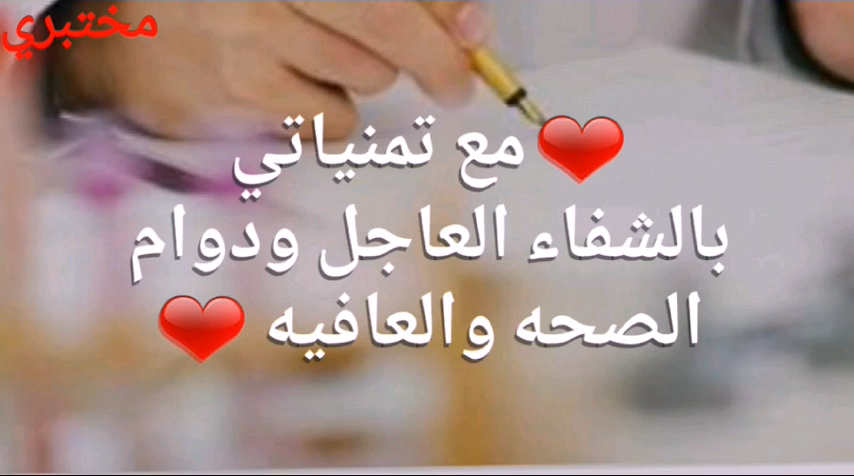 مختبري
❤️مع تمنياتي
بالشفاء العاجل ودوام
الصحه والعافيه ❤️